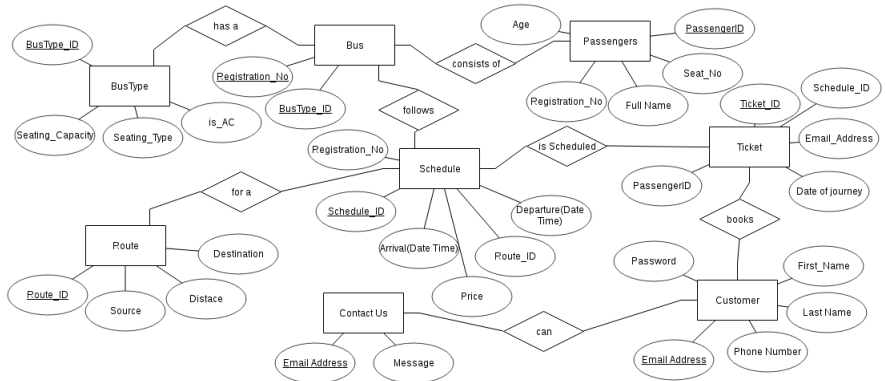 Age
PassengerID
has a
BusType_ID
Bus
Passengers
consists of
Registration_No
Seat_No
BusType
BusType_ID
Registration_No
Full Name
Schedule_ID
Ticket_ID
is_AC
follows
Seating_Capacity
Seating_Type
Email_Address
Registration_No
is Scheduled
Ticket
Schedule
PassengerID
Date of journey
for a
Schedule_ID
Departure(Date
Time)
books
Route
Destination
Arrival(Date Time)
Route_ID
Password
First_Name
Route_ID
Distace
Price
Source
Contact Us
Customer
Last Name
can
Email Address
Message
Email Address
Phone Number